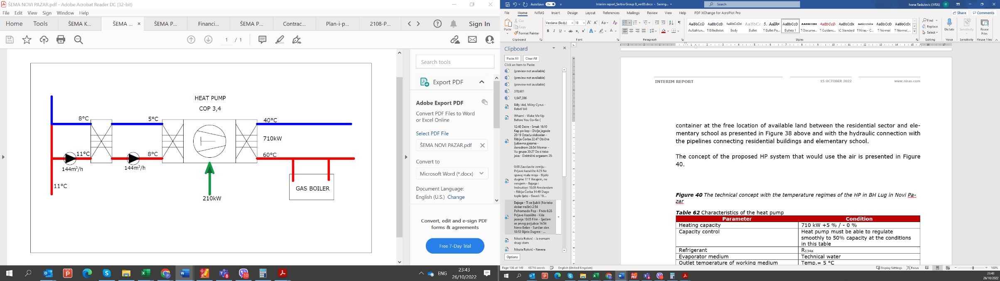 ŠEMA NOVI PAZAR.pdf - Adobe Acrobat Reader DC (32-bit)
File Edit View Sign Window Help
Home Tools ŠEMA K... ŠEMA ... × ŠEMA P... Financi... ŠEMA P... Contrac... Plan-i-p... 2108-P... Sign In
1 / 1
HEAT PUMP
COP 3,4
8°C
5°C
40°C
710kW
11°C
8°C
60°C
144m³/h
144m³/h
11°C
GAS BOILER
210kW
Search tools
Export PDF
Adobe Export PDF
Convert PDF Files to Word
or Excel Online
Select PDF File
ŠEMA NOVI PAZAR.pdf
Convert to
Microsoft Word (*.docx)
Document Language:
English (U.S.) Change
Convert, edit and e-sign PDF
forms & agreements
Free 7-Day Trial
ENG
23:43
26/10/2022
AutoSave On
Interim report_Serbia Group B_ver03.docx - Saving...
Search
Ivana Radulovic (IVRA) IR
File Home NIRAS Insert Design Layout References Mailings Review View Help PDF-XChange for AcroPlot Pro
Share Comments
Paste
Cut
Copy
Format Painter
Verdana (Body) 10
Aufzählun... ¶ Billedtekst Body Bullet ¶ Bullet Pa... Bullets 1 ¶ Docume... ¶ Guidanc... iC Standard ¶ Niras - C... ¶ Normal ¶ Normal_...
Find
Replace
Select
Dictate
Sensitivity
Reuse
Files
Clipboard Font Paragraph Styles Editing Voice Sensitivity Reuse Files
Clipboard
Paste All Clear All
Click an Item to Paste:
(preview not available)
(preview not available)
(preview not available)
378,681
1,647,396
Billy Idol, Miley Cyrus -
Rebel Yell
Wham! - Wake Me Up
Before You Go-Go (
12:40 Daire - Smak 16:10
Kap po kap - Divlje jagode
20:19 Ostaću slobodan -
Riblja Čorba 22:47 Obična
ljubavna pjesma -
Aerodrom 26:54 Mornar -
Yu grupa 30:27 Da si tako
jaka - Električni orgazam 35:
0:00 Zaustavite zemlju -
Prljavo kazalište 4:23 Ne
spavaj mala moja - Bijelo
dugme 7:11 Verujem, ne
verujem - Bajaga i
Instruktori 10:39 Amsterdam
- Riblja Čorba 14:49 Dugo
toplo ljeto - Đavoli 19:...
Bajaga - Ti se ljubiš (Na tako
dobar način) 2:54
Psihomodo Pop - Frida 6:28
Prljavo Kazalište - Kiše
jesenje 10:05 Film - Sjećam
se prvog poljubca 14:54
Neno Belan - Sunčan dan
18:53 Bijelo Dugme - ...
Nikola Rokvić - Ja nemam
drugi dom
Nikola Rokvić - Nevera
Options
INTERIM REPORT 15 OCTOBER 2022 www.niras.com
container at the free location of available land between the residential sector and ele-
mentary school as presented in Figure 38 above and with the hydraulic connection with
the pipelines connecting residential buildings and elementary school.
The concept of the proposed HP system that would use the air is presented in Figure
40.
Figure 40 The technical concept with the temperature regimes of the HP in BH Lug in Novi Pa-
zar
Table 62 Characteristics of the heat pump
Parameter Condition
Heating capacity 710 kW +5 % / - 0 %
Capacity control Heat pump must be able to regulate
smoothly to 50% capacity at the conditions
in this table
Refrigerant R134a
Evaporator medium Technical water
Outlet temperature of working medium Temp.= 5 °C
Page 136 of 149 48716 words English (United Kingdom)
Display Settings Focus 160%
23:43
26/10/2022